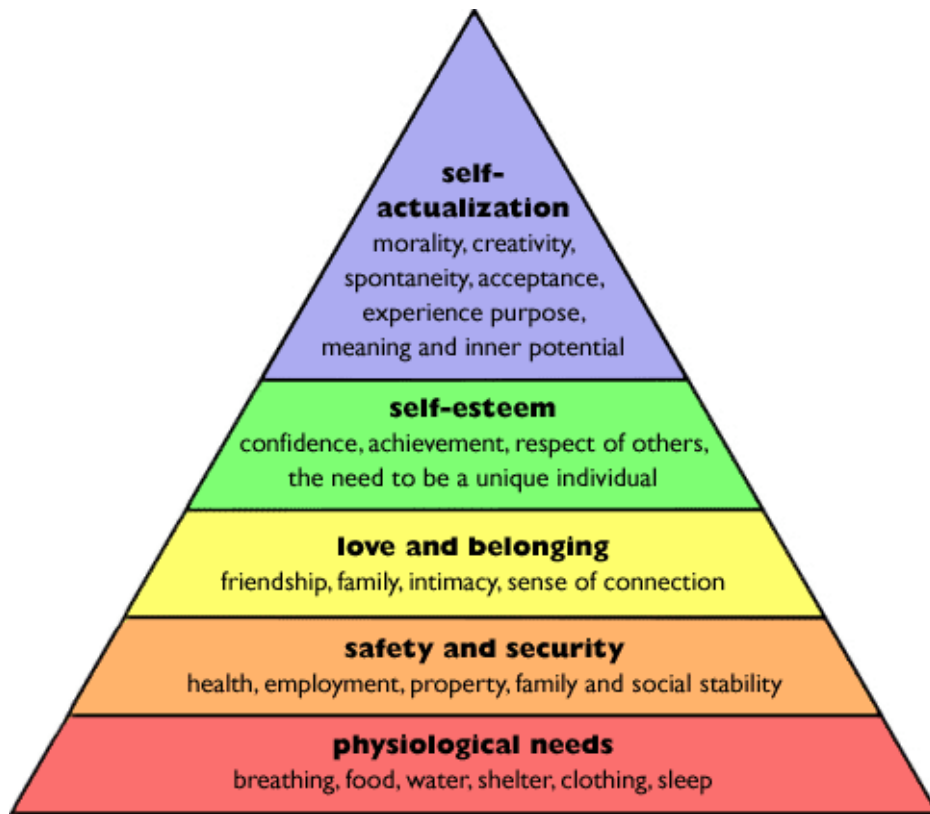 self-
actualization
morality, creativity,
spontaneity, acceptance,
experience purpose,
meaning and inner potential
self-esteem
confidence, achievement, respect of others,
the need to be a unique individual
love and belonging
friendship, family, intimacy, sense of connection
safety and security
health, employment, property, family and social stability
physiological needs
breathing, food, water, shelter, clothing, sleep